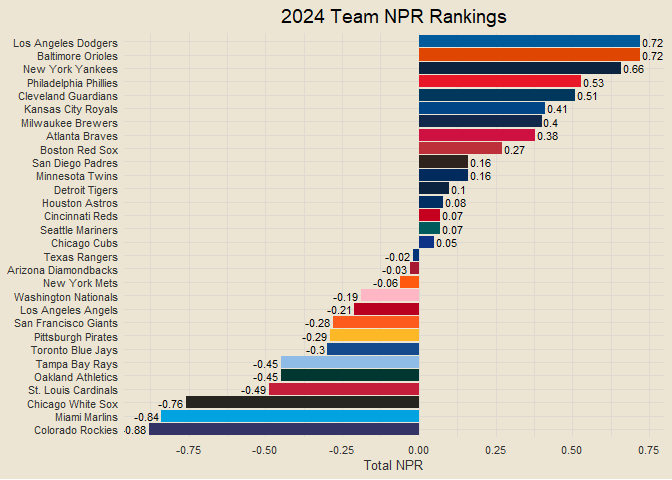 2024 Team NPR Rankings
Los Angeles Dodgers 0.72
Baltimore Orioles 0.72
New York Yankees 0.66
Philadelphia Phillies 0.53
Cleveland Guardians 0.51
Kansas City Royals 0.41
Milwaukee Brewers 0.4
Atlanta Braves 0.38
Boston Red Sox 0.27
San Diego Padres 0.16
Minnesota Twins 0.16
Detroit Tigers 0.1
Houston Astros 0.08
Cincinnati Reds 0.07
Seattle Mariners 0.07
Chicago Cubs 0.05
Texas Rangers -0.02
Arizona Diamondbacks -0.03
New York Mets -0.06
Washington Nationals -0.19
Los Angeles Angels -0.21
San Francisco Giants -0.28
Pittsburgh Pirates -0.29
Toronto Blue Jays -0.3
Tampa Bay Rays -0.45
Oakland Athletics -0.45
St. Louis Cardinals -0.49
Chicago White Sox -0.76
Miami Marlins -0.84
Colorado Rockies -0.88
-0.75 -0.50 -0.25 0.00 0.25 0.50 0.75
Total NPR